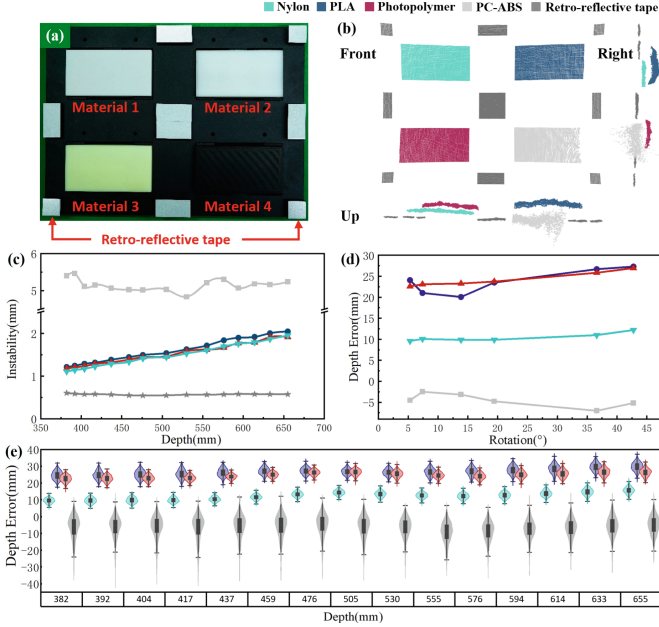 Nylon PLA Photopolymer PC-ABS Retro-reflective tape
(a)
Material 1 Material 2
Material 3 Material 4
Retro-reflective tape
(b)
Front Right
Up
(c)
Instability(mm)
6
5
2
1
0
350 400 450 500 550 600 650 700
Depth(mm)
(d)
Depth Error(mm)
30
25
20
15
10
5
0
−5
0 5 10 15 20 25 30 35 40 45
Rotation(°)
(e)
Depth Error(mm)
40
30
20
10
0
−10
−20
−30
−40
382 392 404 417 437 459 476 505 530 555 576 594 614 633 655
Depth(mm)